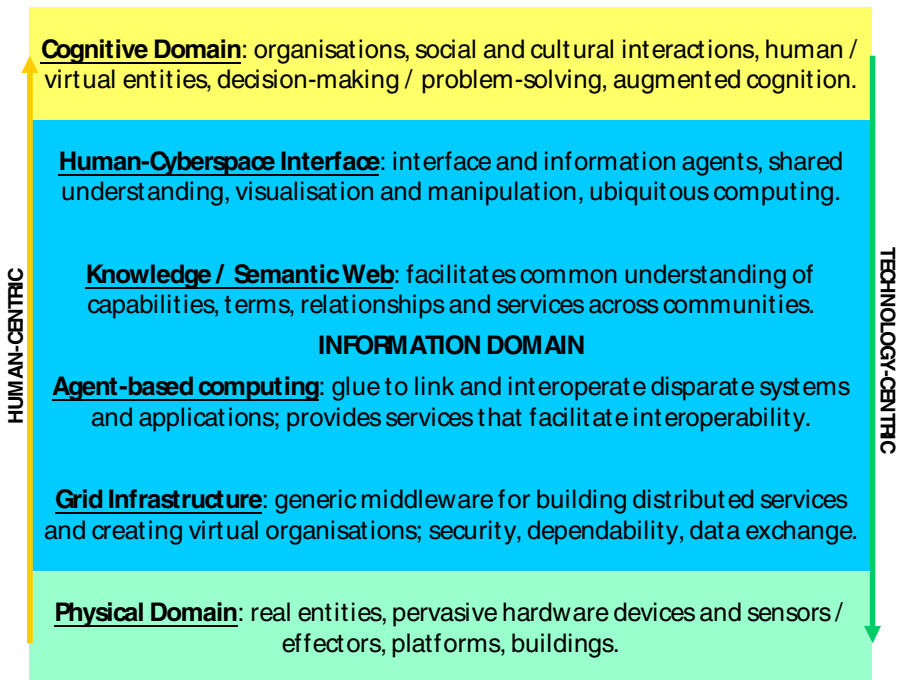 Cognitive Domain: organisations, social and cultural interactions, human /
virtual entities, decision-making / problem-solving, augmented cognition.
Human-Cyberspace Interface: interface and information agents, shared
understanding, visualisation and manipulation, ubiquitous computing.
Knowledge / Semantic Web: facilitates common understanding of
capabilities, terms, relationships and services across communities.
INFORMATION DOMAIN
Agent-based computing: glue to link and interoperate disparate systems
and applications; provides services that facilitate interoperability.
Grid Infrastructure: generic middleware for building distributed services
and creating virtual organisations; security, dependability, data exchange.
Physical Domain: real entities, pervasive hardware devices and sensors /
effectors, platforms, buildings.
HUMAN-CENTRIC
TECHNOLOGY-CENTRIC